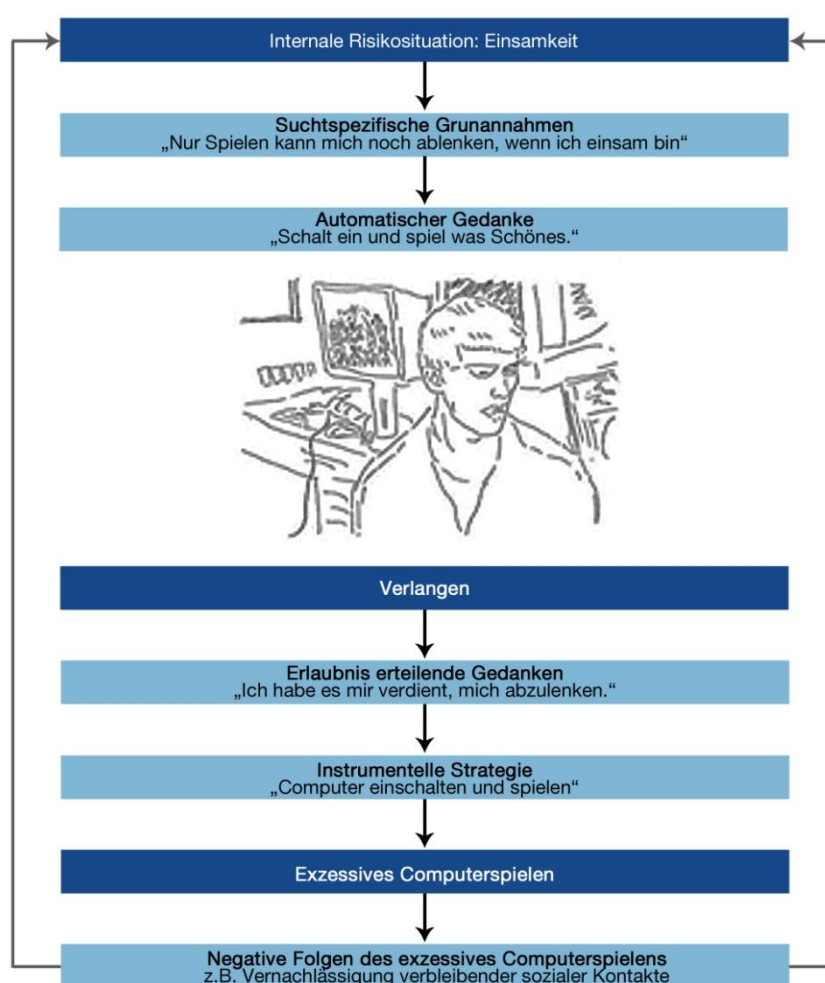 Internale Risikosituation: Einsamkeit
Suchtspezifische Grunannahmen
„Nur Spielen kann mich noch ablenken, wenn ich einsam bin“
Automatischer Gedanke
„Schalt ein und spiel was Schönes.“
Verlangen
Erlaubnis erteilende Gedanken
„Ich habe es mir verdient, mich abzulenken.“
Instrumentelle Strategie
„Computer einschalten und spielen“
Exzessives Computerspielen
Negative Folgen des exzessives Computerspielens
z.B. Vernachlässigung verbleibender sozialer Kontakte